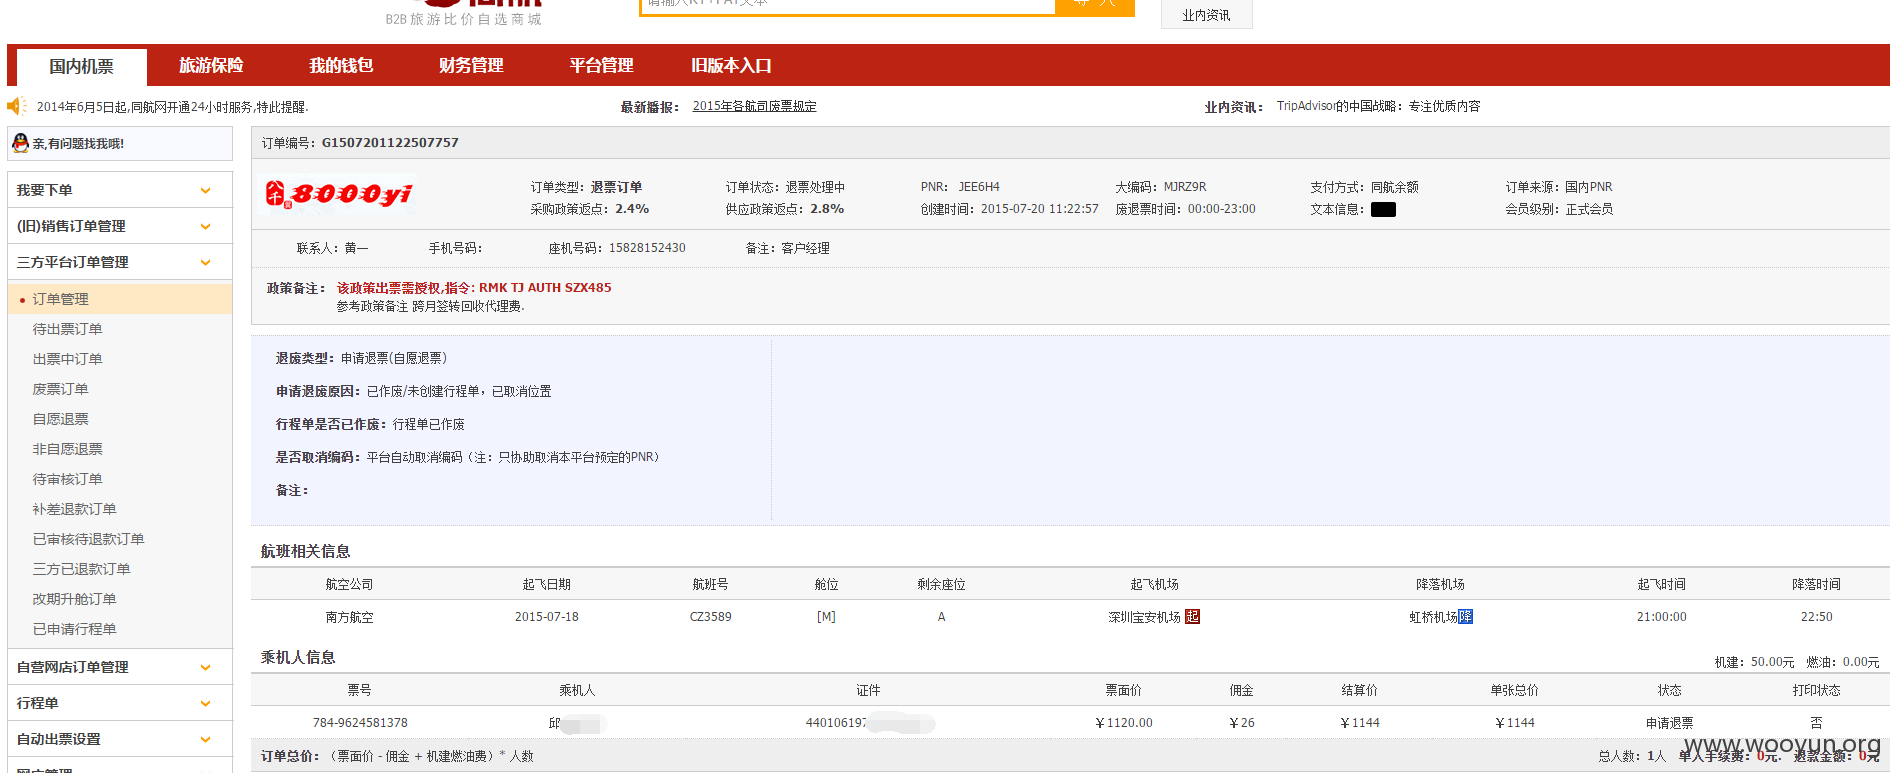 B2B旅游比价自选商城
业内资讯
国内机票 旅游保险 我的钱包 财务管理 平台管理 旧版本入口
2014年6月5日起,同航网开通24小时服务,特此提醒. 最新播报： 2015年各航司废票规定 业内资讯： TripAdvisor的中国战略：专注优质内容
亲,有问题找我哦!
我要下单
(旧)销售订单管理
三方平台订单管理
订单管理
待出票订单
出票中订单
废票订单
自愿退票
非自愿退票
待审核订单
补差退款订单
已审核待退款订单
三方已退款订单
改期升舱订单
已申请行程单
自营网店订单管理
行程单
自动出票设置
订单编号：G1507201122507757
8000yi
订单类型：退票订单 订单状态：退票处理中 PNR： JEE6H4 大编码：MJRZ9R 支付方式：同航余额 订单来源：国内PNR
采购政策返点：2.4% 供应政策返点：2.8% 创建时间：2015-07-20 11:22:57 废退票时间：00:00-23:00 文本信息： 会员级别：正式会员
联系人：黄一 手机号码： 座机号码：15828152430 备注：客户经理
政策备注： 该政策出票需授权,指令: RMK TJ AUTH SZX485
参考政策备注 跨月签转回收代理费.
退废类型：申请退票(自愿退票)
申请退废原因：已作废/未创建行程单，已取消位置
行程单是否已作废：行程单已作废
是否取消编码：平台自动取消编码（注：只协助取消本平台预定的PNR）
备注：
航班相关信息
航空公司 起飞日期 航班号 舱位 剩余座位 起飞机场 降落机场 起飞时间 降落时间
南方航空 2015-07-18 CZ3589 [M] A 深圳宝安机场 起 虹桥机场 降 21:00:00 22:50
乘机人信息
机建：50.00元 燃油：0.00元
票号 乘机人 证件 票面价 佣金 结算价 单张总价 状态 打印状态
784-9624581378 邱 44010619 ￥1120.00 ￥26 ￥1144 ￥1144 申请退票 否
订单总价：（票面价 - 佣金 + 机建燃油费）* 人数 总人数：1人 单人手续费：0元. 退款金额：0元
www.wooyun.org